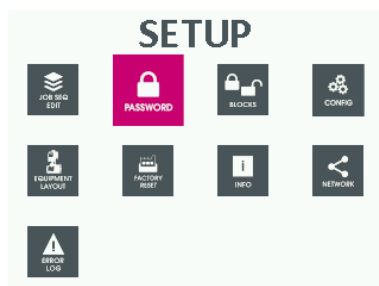 SETUP
JOB SEQ
EDIT
PASSWORD
BLOCKS
CONFIG
EQUIPMENT
LAYOUT
FACTORY
RESET
i
INFO
NETWORK
ERROR
LOG